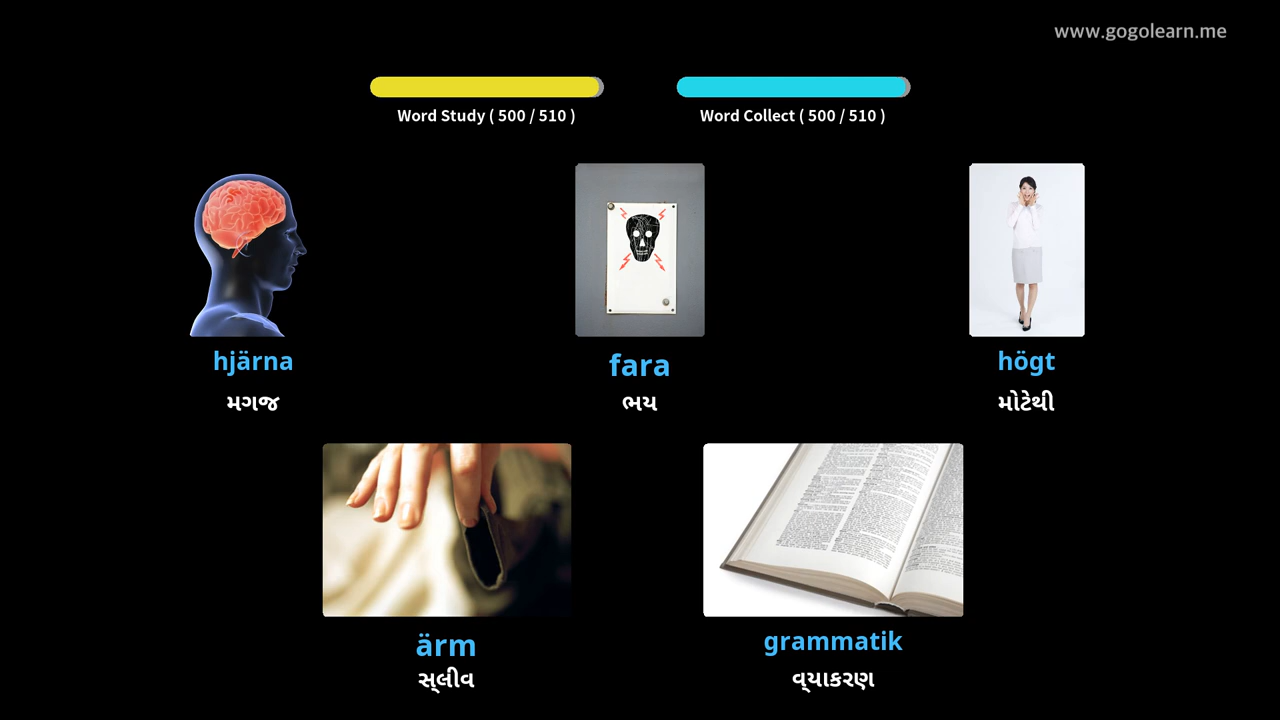 www.gogolearn.me
Word Study ( 500 / 510 )
Word Collect ( 500 / 510 )
hjärna
મગજ
fara
ભય
högt
મોટેથી
ärm
સ્લીવ
grammatik
વ્યાકરણ